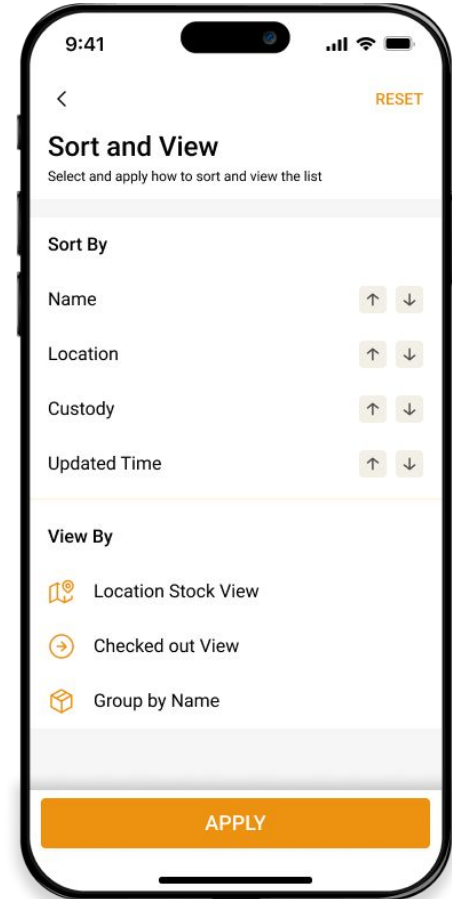 9:41
RESET
Sort and View
Select and apply how to sort and view the list
Sort By
Name
Location
Custody
Updated Time
View By
Location Stock View
Checked out View
Group by Name
APPLY